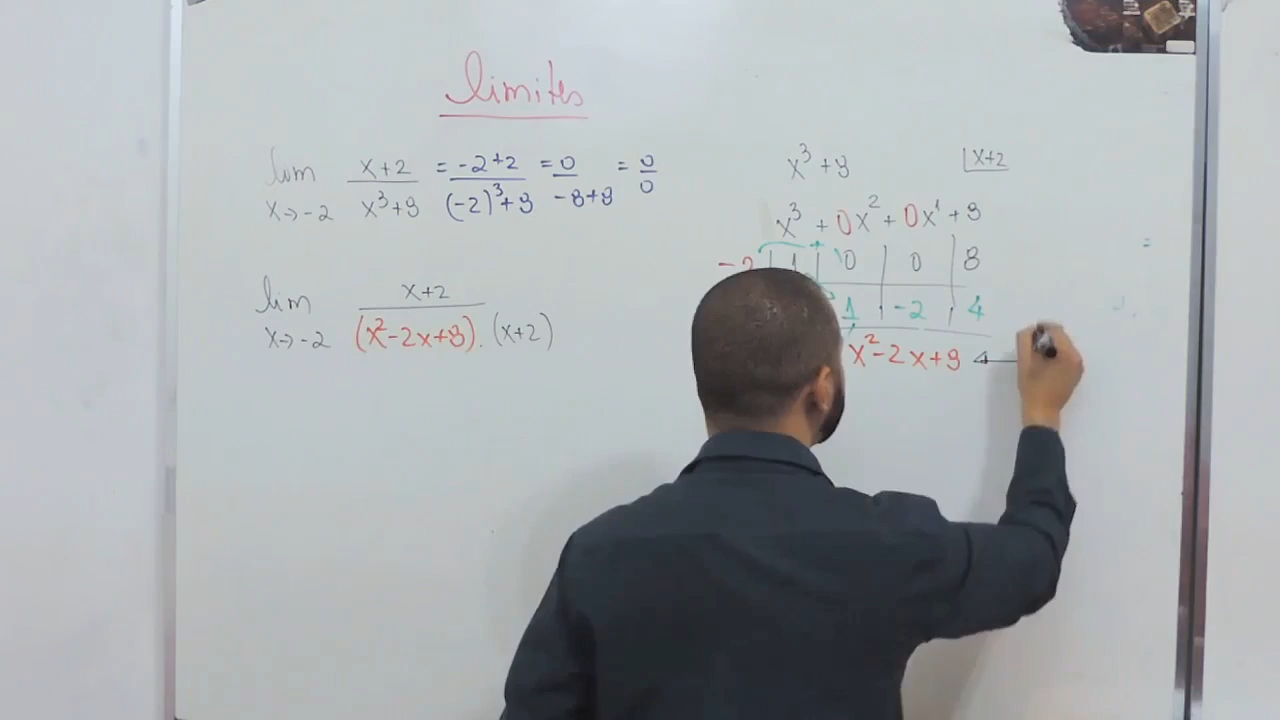 limites
lim x+2 = -2+2 = 0 = 0
x→-2 x³+8 (-2)³+8 -8+8 0
lim x+2
x→-2 (x²-2x+8).(x+2)
x³+8 x+2
x³+0x²+0x¹+8
-2 1 0 0 8
1 -2 4
x²-2x+8